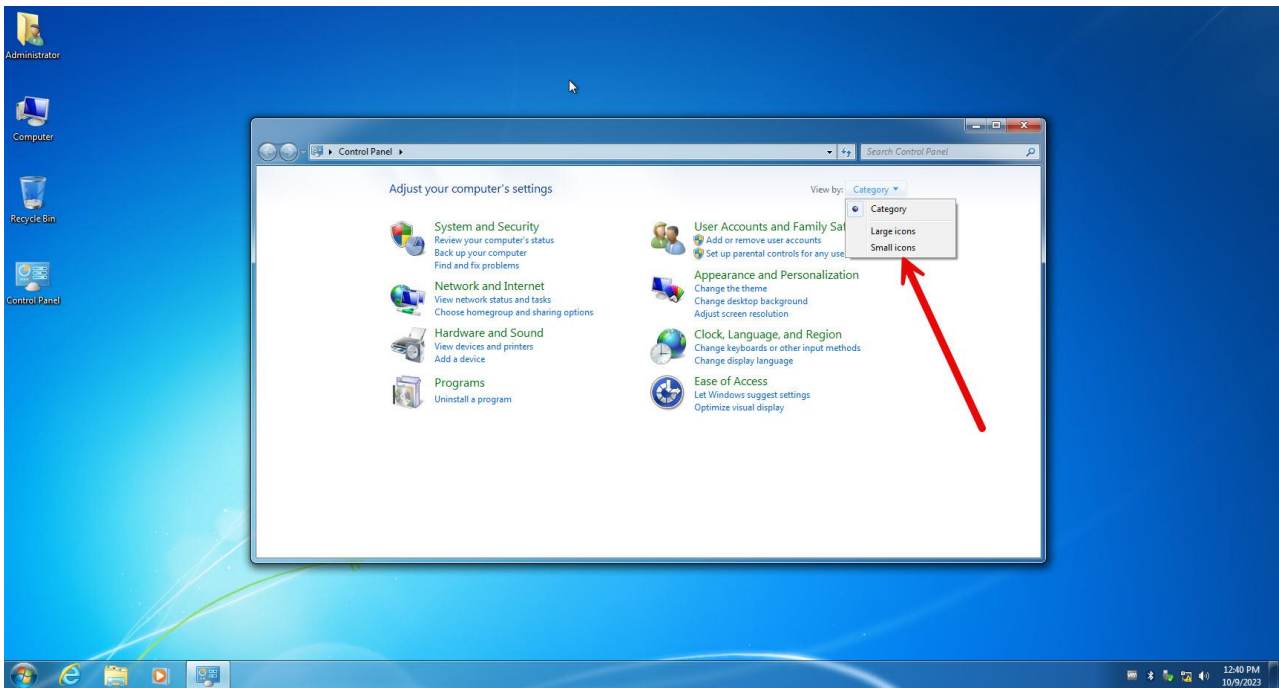 Administrator
Computer
Recycle Bin
Control Panel
Control Panel
Search Control Panel
Adjust your computer's settings
View by: Category
Category
Large icons
Small icons
System and Security
Review your computer's status
Back up your computer
Find and fix problems
Network and Internet
View network status and tasks
Choose homegroup and sharing options
Hardware and Sound
View devices and printers
Add a device
Programs
Uninstall a program
User Accounts and Family
Add or remove user accounts
Set up parental controls for any
Appearance and Personalization
Change the theme
Change desktop background
Adjust screen resolution
Clock, Language, and Region
Change keyboards or other input methods
Change display language
Ease of Access
Let Windows suggest settings
Optimize visual display
12:40 PM
10/9/2023